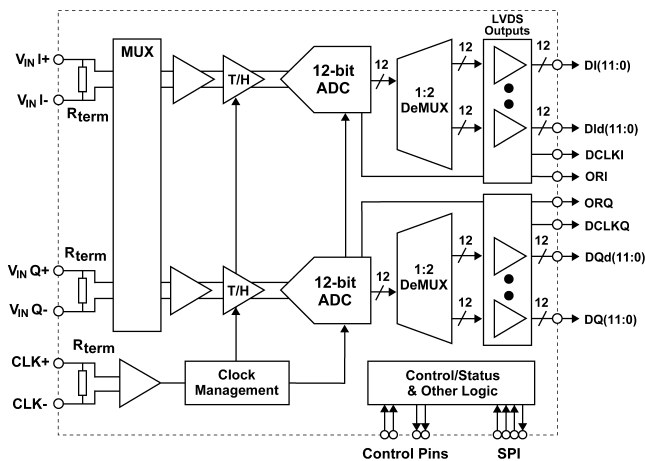 LVDS
Outputs
VIN I+
MUX
12
12
12
DI(11:0)
T/H
12-bit
ADC
12
1:2
DeMUX
VIN I-
Rterm
12
12
DId(11:0)
DCLKI
ORI
ORQ
DCLKQ
Rterm
VIN Q+
12
12
DQd(11:0)
T/H
12-bit
ADC
12
1:2
DeMUX
VIN Q-
12
12
DQ(11:0)
Rterm
CLK+
Clock
Management
Control/Status
& Other Logic
CLK-
Control Pins
SPI